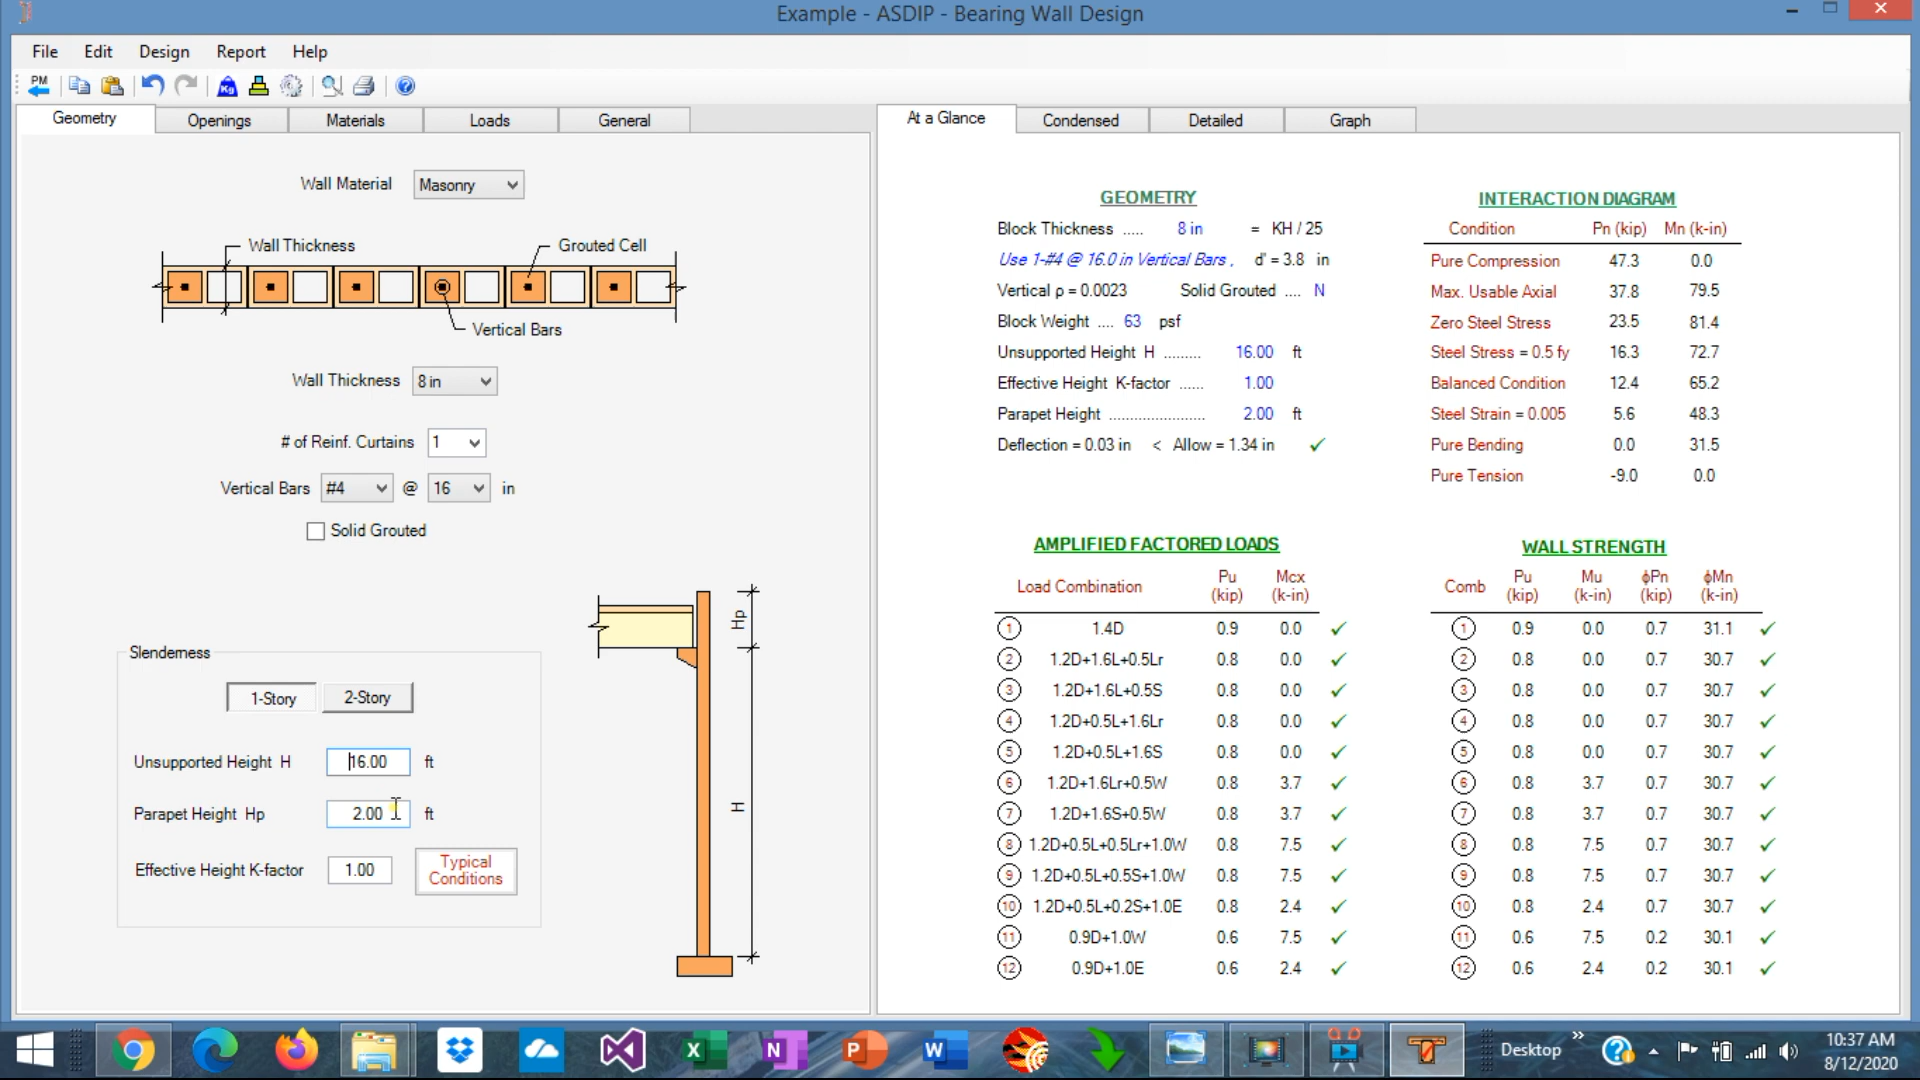 Example - ASDIP - Bearing Wall Design
File Edit Design Report Help
PM Kg
Geometry Openings Materials Loads General
Wall Material Masonry
Wall Thickness Grouted Cell
Vertical Bars
Wall Thickness 8 in
# of Reinf. Curtains 1
Vertical Bars #4 @ 16 in
Solid Grouted
Hp
H
Slenderness
1-Story 2-Story
Unsupported Height H 16.00 ft
Parapet Height Hp 2.00 ft
Effective Height K-factor 1.00 Typical
Conditions
At a Glance Condensed Detailed Graph
GEOMETRY
Block Thickness ..... 8 in = KH / 25
Use 1-#4 @ 16.0 in Vertical Bars , d' = 3.8 in
Vertical ρ = 0.0023 Solid Grouted .... N
Block Weight .... 63 psf
Unsupported Height H ......... 16.00 ft
Effective Height K-factor ...... 1.00
Parapet Height ....................... 2.00 ft
Deflection = 0.03 in < Allow = 1.34 in ✓
INTERACTION DIAGRAM
Condition Pn (kip) Mn (k-in)
Pure Compression 47.3 0.0
Max. Usable Axial 37.8 79.5
Zero Steel Stress 23.5 81.4
Steel Stress = 0.5 fy 16.3 72.7
Balanced Condition 12.4 65.2
Steel Strain = 0.005 5.6 48.3
Pure Bending 0.0 31.5
Pure Tension -9.0 0.0
AMPLIFIED FACTORED LOADS
Load Combination Pu (kip) Mcx (k-in)
1 1.4D 0.9 0.0 ✓
2 1.2D+1.6L+0.5Lr 0.8 0.0 ✓
3 1.2D+1.6L+0.5S 0.8 0.0 ✓
4 1.2D+0.5L+1.6Lr 0.8 0.0 ✓
5 1.2D+0.5L+1.6S 0.8 0.0 ✓
6 1.2D+1.6Lr+0.5W 0.8 3.7 ✓
7 1.2D+1.6S+0.5W 0.8 3.7 ✓
8 1.2D+0.5L+0.5Lr+1.0W 0.8 7.5 ✓
9 1.2D+0.5L+0.5S+1.0W 0.8 7.5 ✓
10 1.2D+0.5L+0.2S+1.0E 0.8 2.4 ✓
11 0.9D+1.0W 0.6 7.5 ✓
12 0.9D+1.0E 0.6 2.4 ✓
WALL STRENGTH
Comb Pu (kip) Mu (k-in) ϕPn (kip) ϕMn (k-in)
1 0.9 0.0 0.7 31.1 ✓
2 0.8 0.0 0.7 30.7 ✓
3 0.8 0.0 0.7 30.7 ✓
4 0.8 0.0 0.7 30.7 ✓
5 0.8 0.0 0.7 30.7 ✓
6 0.8 3.7 0.7 30.7 ✓
7 0.8 3.7 0.7 30.7 ✓
8 0.8 7.5 0.7 30.7 ✓
9 0.8 7.5 0.7 30.7 ✓
10 0.8 2.4 0.7 30.7 ✓
11 0.6 7.5 0.2 30.1 ✓
12 0.6 2.4 0.2 30.1 ✓
Desktop 10:37 AM
8/12/2020